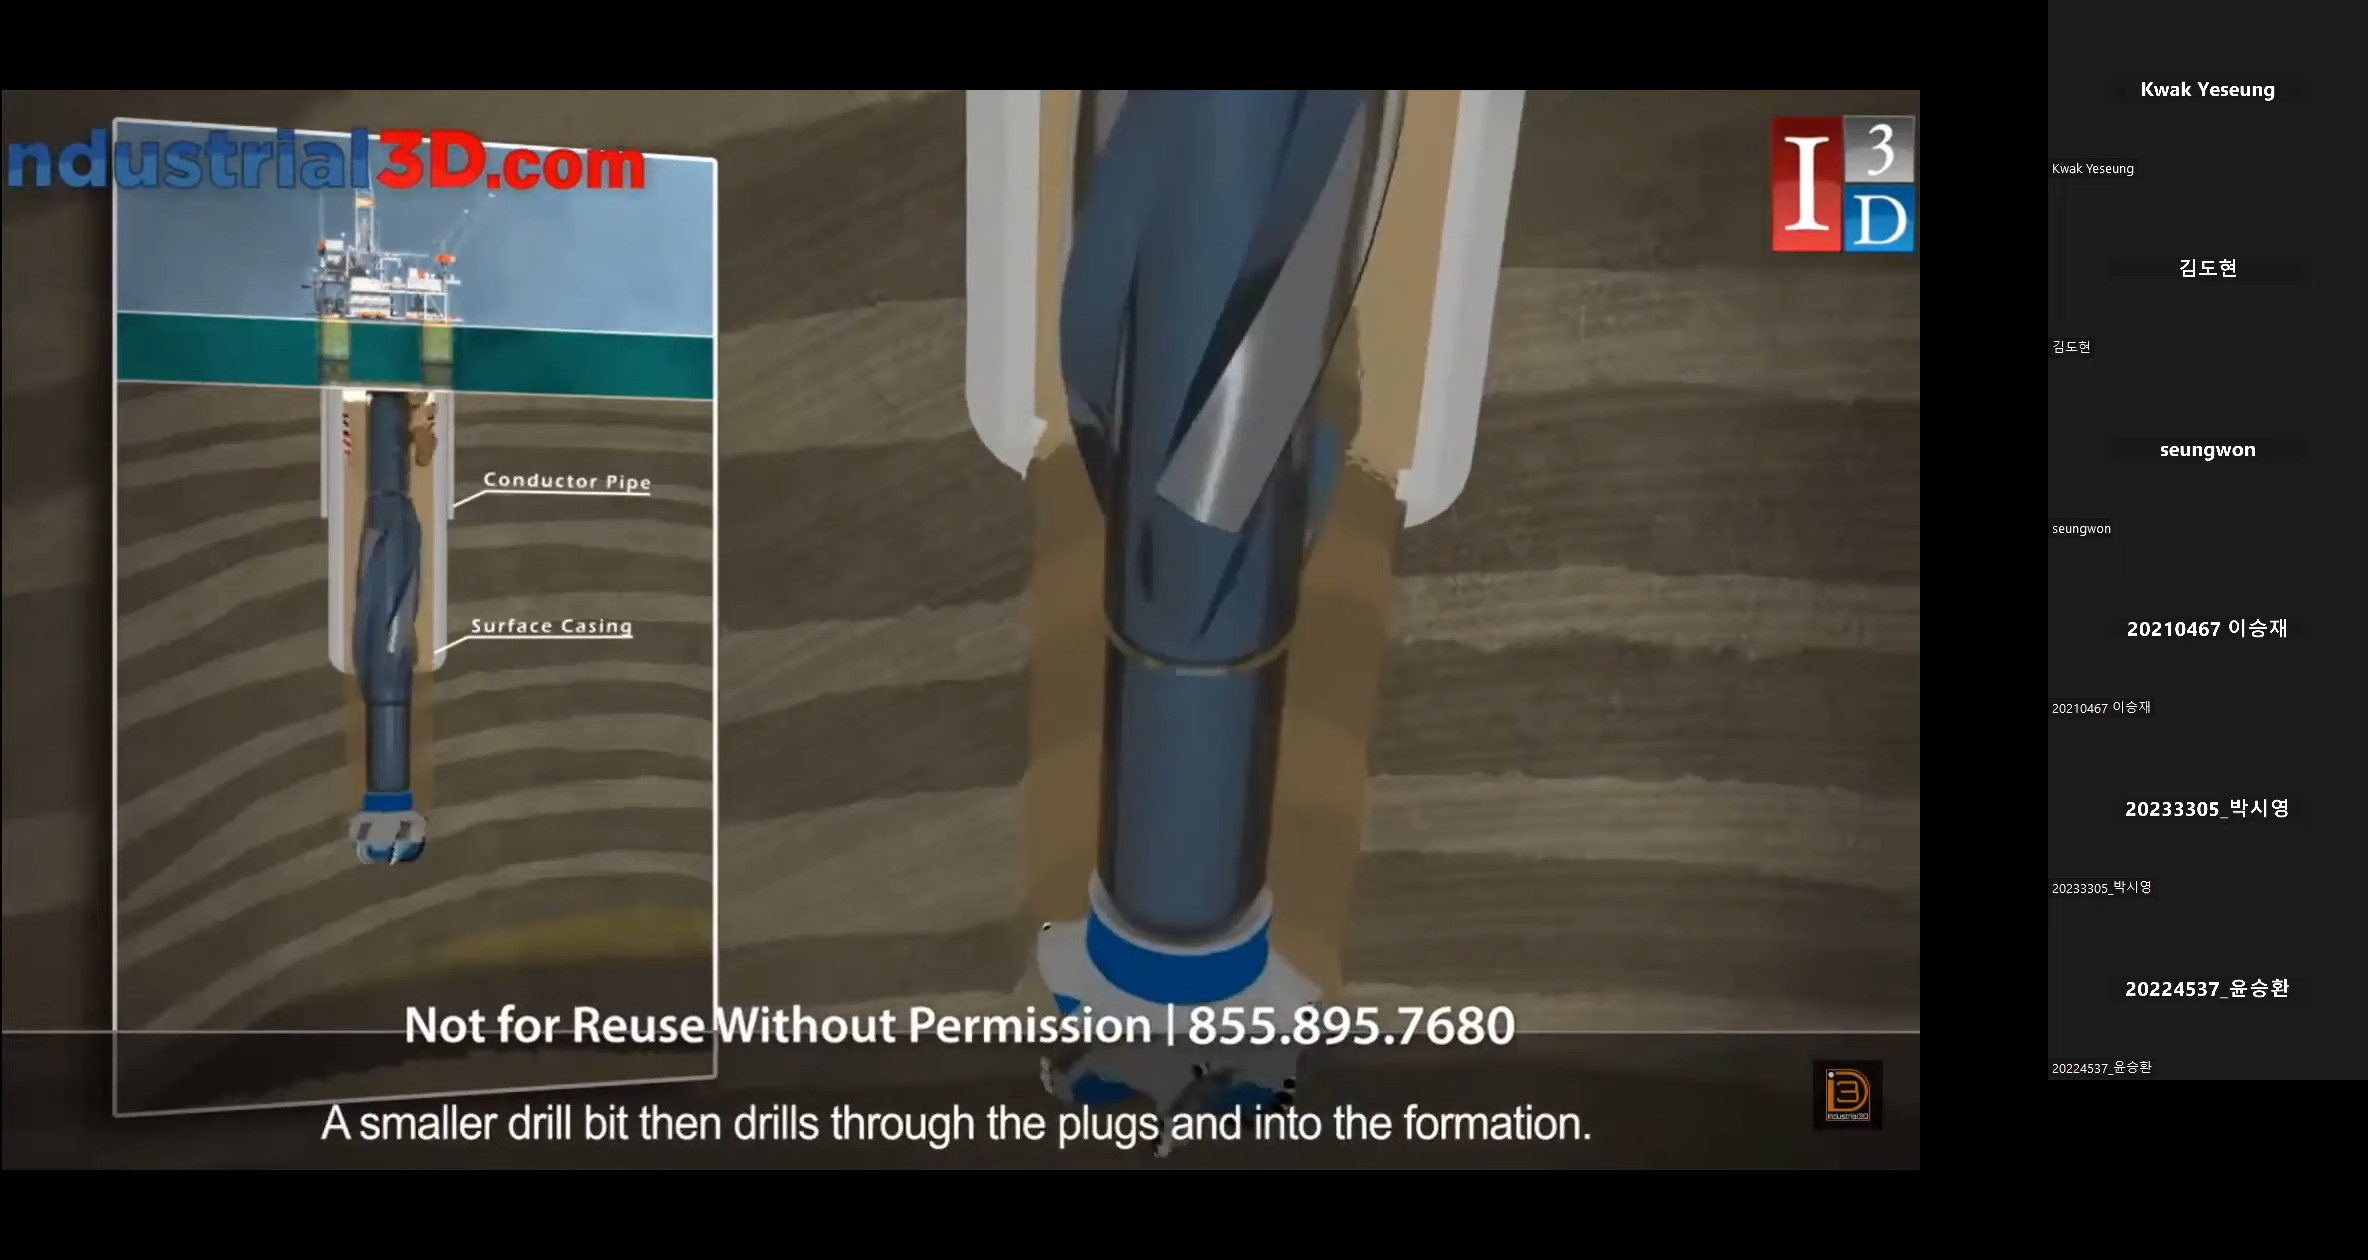 ndustrial3D.com
I
3
D
Conductor Pipe
Surface Casing
Not for Reuse Without Permission | 855.895.7680
A smaller drill bit then drills through the plugs and into the formation.
i3D
Industrial3D
Kwak Yeseung
Kwak Yeseung
김도현
김도현
seungwon
seungwon
20210467 이승재
20210467 이승재
20233305_박시영
20233305_박시영
20224537_윤승환
20224537_윤승환